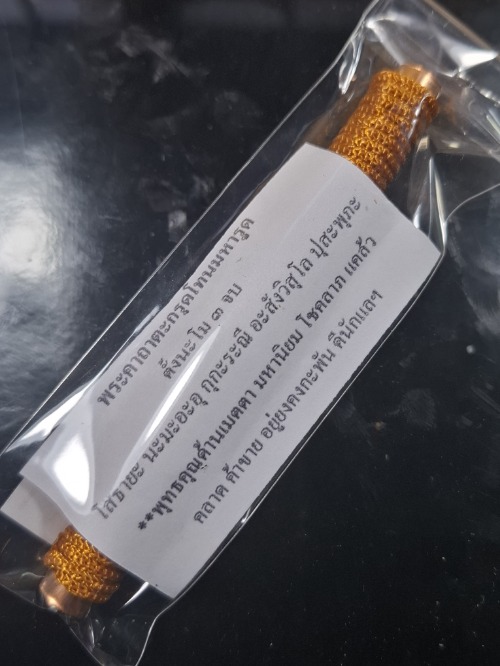 พระคาถาตะกรุดโทนมหารูด
ตั้งนะโม ๓ จบ
โสธายะ นะมะอะอุ กุกะระณี อะสังวิสุโล ปุสะพุภะ
**พุทธคุณด้านเมตตา มหานิยม โชคลาภ แคล้ว
คลาด ค้าขาย อยู่ยงคงกะพัน ดีนักแลฯ